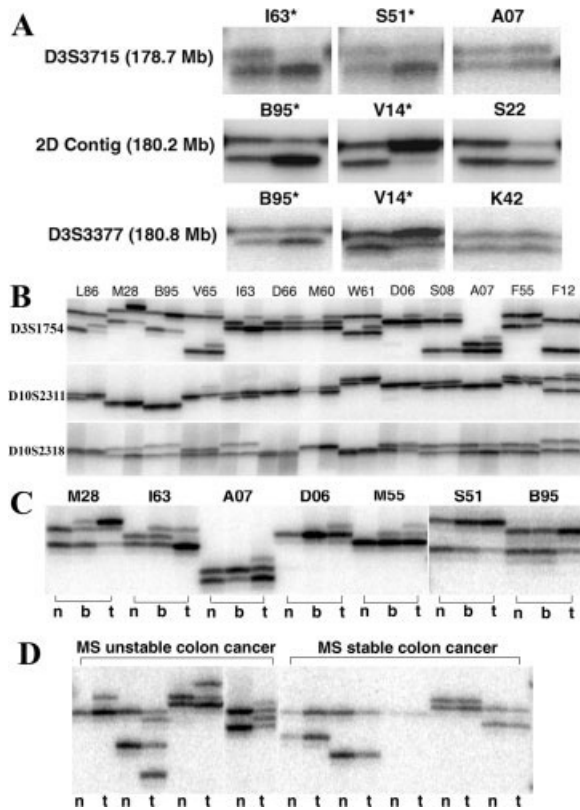 A
I63* S51* A07
D3S3715 (178.7 Mb)
B95* V14* S22
2D Contig (180.2 Mb)
B95* V14* K42
D3S3377 (180.8 Mb)
B
L86 M28 B95 V65 I63 D66 M60 W61 D06 S08 A07 F55 F12
D3S1754
D10S2311
D10S2318
C
M28 I63 A07 D06 M55 S51 B95
n b t n b t n b t n b t n b t n b t n b t
D
MS unstable colon cancer MS stable colon cancer
n t n t n t n t n t n t n t n t n t